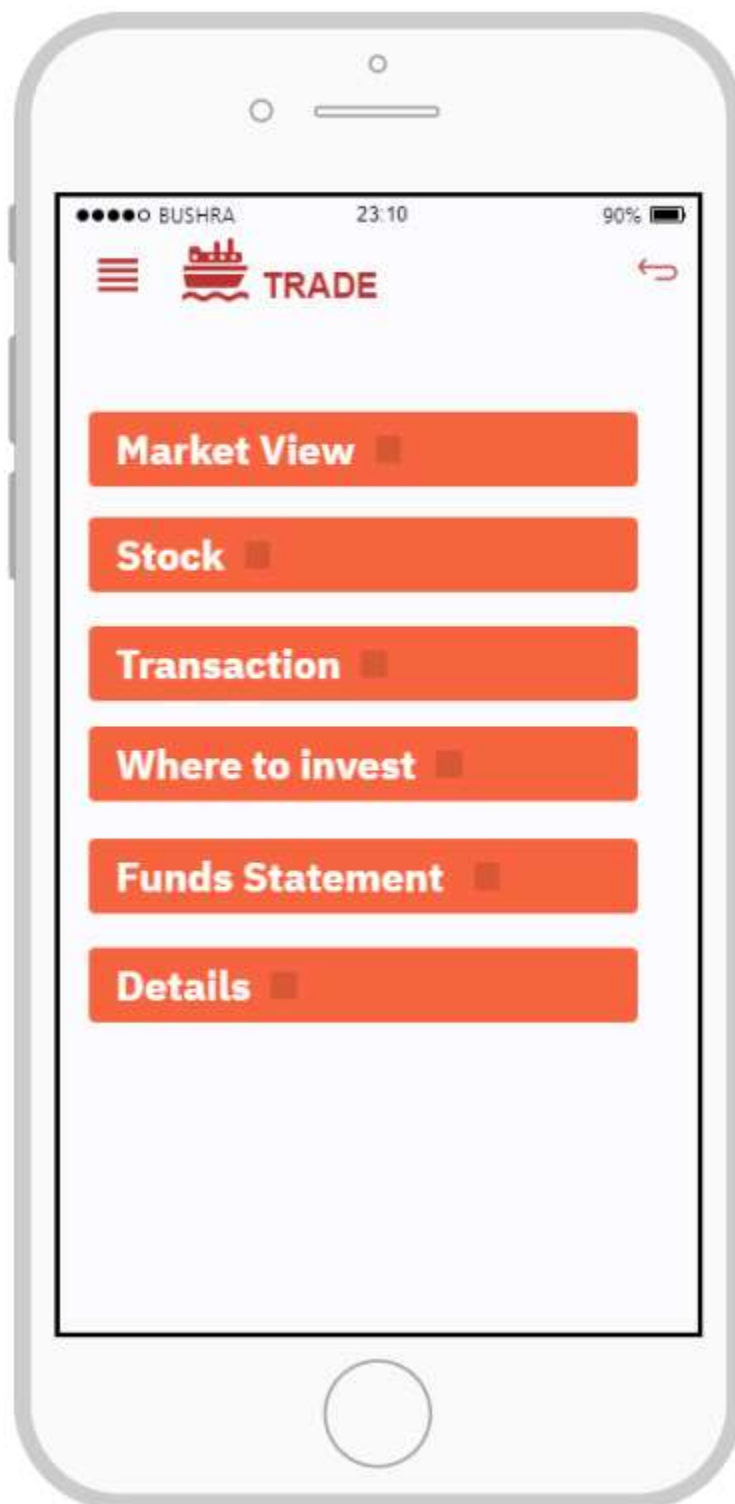 BUSHRA 23:10 90%
TRADE
Market View
Stock
Transaction
Where to invest
Funds Statement
Details